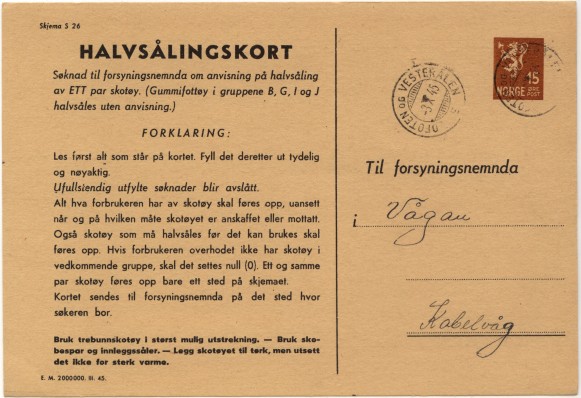 Skjema S 26
HALVSÅLINGSKORT
Søknad til forsyningsnemnda om anvisning på halvsåling
av ETT par skotøy. (Gummifottøy i gruppene B, G, I og J
halvsåles uten anvisning.)
FORKLARING:
Les først alt som står på kortet. Fyll det deretter ut tydelig
og nøyaktig.
Ufullstendig utfylte søknader blir avslått.
Alt hva forbrukeren har av skotøy skal føres opp, uansett
når og på hvilken måte skotøyet er anskaffet eller mottatt.
Også skotøy som må halvsåles før det kan brukes skal
føres opp. Hvis forbrukeren overhodet ikke har skotøy i
vedkommende gruppe, skal det settes null (0). Ett og samme
par skotøy føres opp bare ett sted på skjemaet.
Kortet sendes til forsyningsnemnda på det sted hvor
søkeren bor.
Bruk trebunnskotøy i størst mulig utstrekning. — Bruk sko-
bespar og innleggssåler. — Legg skotøyet til tørk, men utsett
det ikke for sterk varme.
E. M. 2000000. III. 45.
LOFOTEN OG VESTERÅLEN
45
15
NORGE ØRE
POST
Til forsyningsnemnda
i Vågan
Kabelvåg